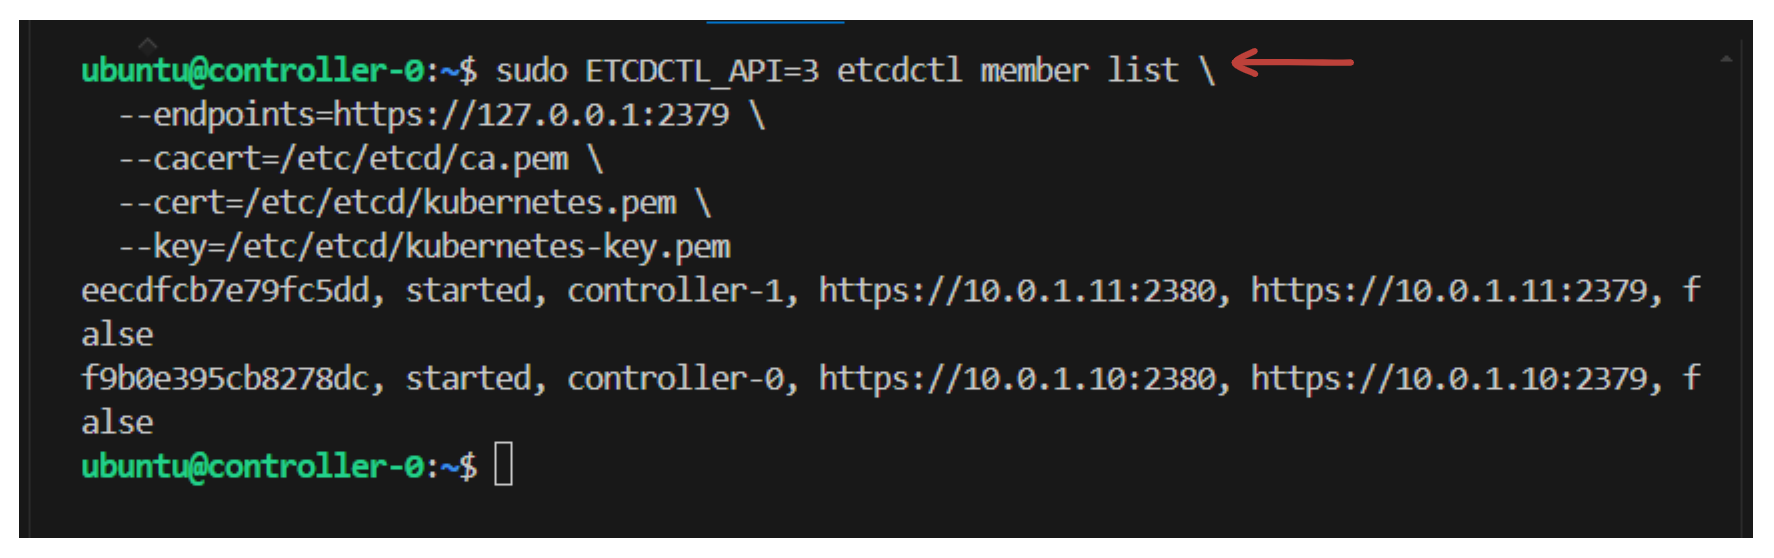 ubuntu@controller-0:~$ sudo ETCDCTL_API=3 etcdctl member list \
  --endpoints=https://127.0.0.1:2379 \
  --cacert=/etc/etcd/ca.pem \
  --cert=/etc/etcd/kubernetes.pem \
  --key=/etc/etcd/kubernetes-key.pem
eecdfcb7e79fc5dd, started, controller-1, https://10.0.1.11:2380, https://10.0.1.11:2379, f
alse
f9b0e395cb8278dc, started, controller-0, https://10.0.1.10:2380, https://10.0.1.10:2379, f
alse
ubuntu@controller-0:~$